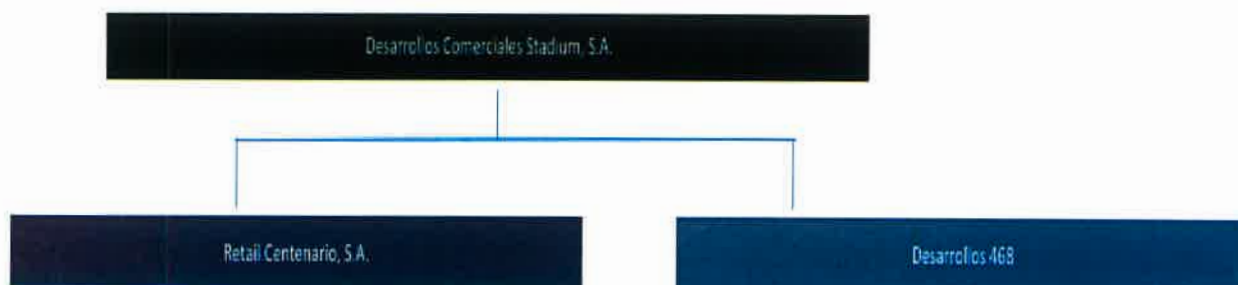 Desarrollos Comerciales Stadium, S.A.
Retail Centenario, S.A.
Desarrollos 468